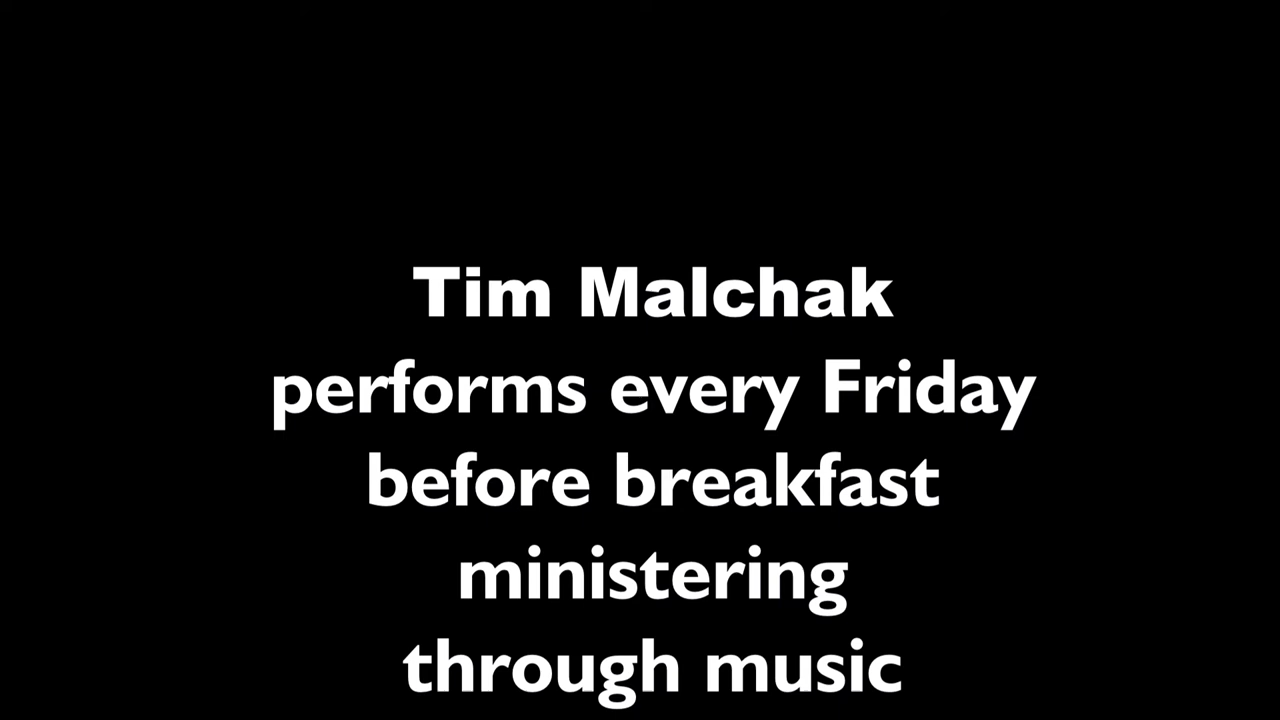 Tim Malchak
performs every Friday
before breakfast
ministering
through music